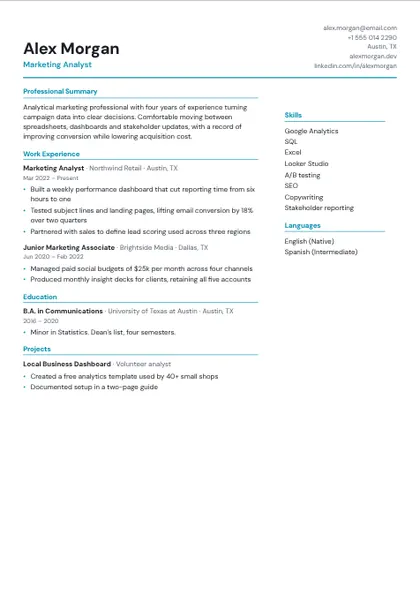 alex.morgan@email.com
+1 555 014 2290
Austin, TX
alexmorgan.dev
linkedin.com/in/alexmorgan
Alex Morgan
Marketing Analyst
Professional Summary
Analytical marketing professional with four years of experience turning
campaign data into clear decisions. Comfortable moving between
spreadsheets, dashboards and stakeholder updates, with a record of
improving conversion while lowering acquisition cost.
Work Experience
Marketing Analyst · Northwind Retail · Austin, TX
Mar 2022 – Present
• Built a weekly performance dashboard that cut reporting time from six
hours to one
• Tested subject lines and landing pages, lifting email conversion by 18%
over two quarters
• Partnered with sales to define lead scoring used across three regions
Junior Marketing Associate · Brightside Media · Dallas, TX
Jun 2020 – Feb 2022
• Managed paid social budgets of $25k per month across four channels
• Produced monthly insight decks for clients, retaining all five accounts
Education
B.A. in Communications · University of Texas at Austin · Austin, TX
2016 – 2020
• Minor in Statistics. Dean's list, four semesters.
Projects
Local Business Dashboard · Volunteer analyst
• Created a free analytics template used by 40+ small shops
• Documented setup in a two-page guide
Skills
Google Analytics
SQL
Excel
Looker Studio
A/B testing
SEO
Copywriting
Stakeholder reporting
Languages
English (Native)
Spanish (Intermediate)